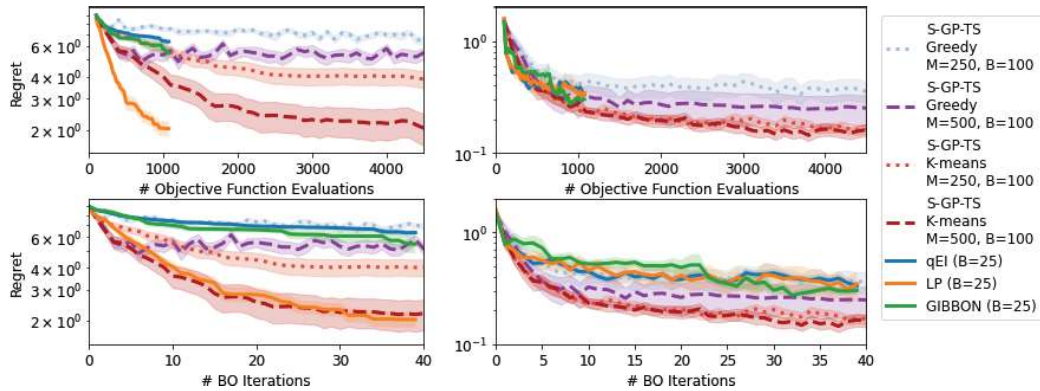 6 × 10⁰
4 × 10⁰
3 × 10⁰
2 × 10⁰
Regret
0 1000 2000 3000 4000
# Objective Function Evaluations
10⁰
10⁻¹
0 1000 2000 3000 4000
# Objective Function Evaluations
6 × 10⁰
4 × 10⁰
3 × 10⁰
2 × 10⁰
Regret
0 10 20 30 40
# BO Iterations
10⁰
10⁻¹
0 5 10 15 20 25 30 35 40
# BO Iterations
S-GP-TS
Greedy
M=250, B=100
S-GP-TS
Greedy
M=500, B=100
S-GP-TS
K-means
M=250, B=100
S-GP-TS
K-means
M=500, B=100
qEI (B=25)
LP (B=25)
GIBBON (B=25)